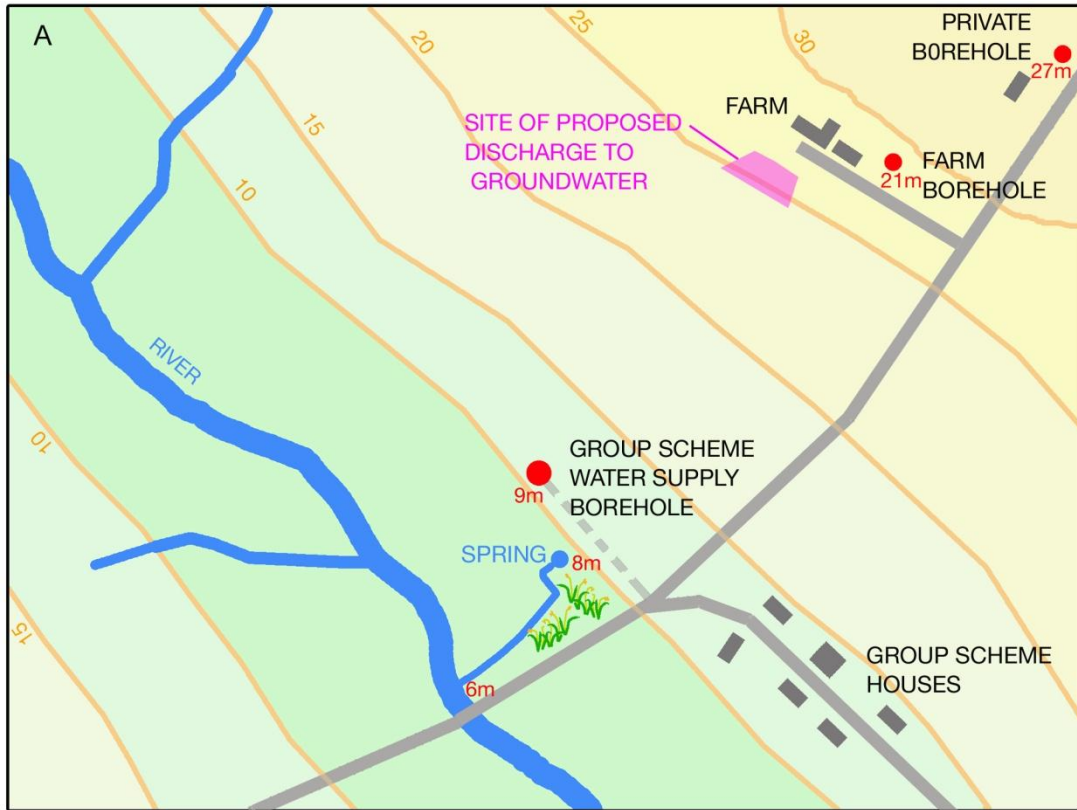 A
PRIVATE
B0REHOLE
27m
20
25
30
15
10
FARM
SITE OF PROPOSED
DISCHARGE TO
GROUNDWATER
FARM
BOREHOLE
21m
RIVER
10
15
GROUP SCHEME
WATER SUPPLY
BOREHOLE
9m
SPRING
8m
6m
GROUP SCHEME
HOUSES